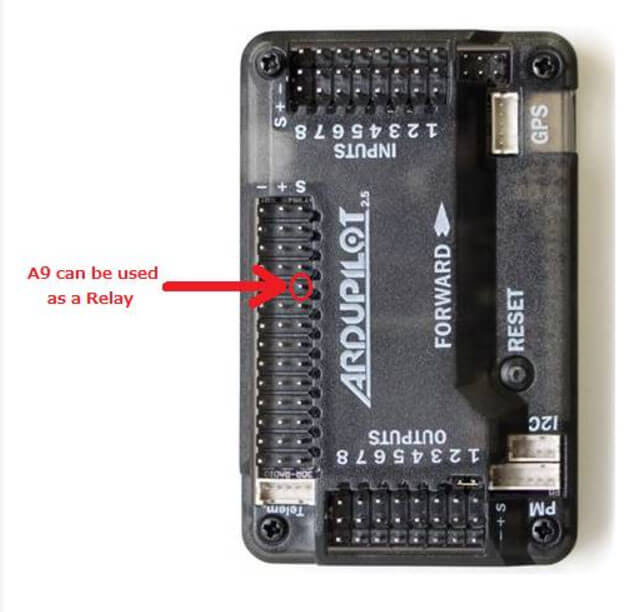 S + -
8 7 6 5 4 3 2 1
INPUTS
GPS
- + S
A9 can be used
as a Relay
ARDUPILOT 2.5
FORWARD
RESET
I2C
OUTPUTS
8 7 6 5 4 3 2 1
Telem.
- + S
PM